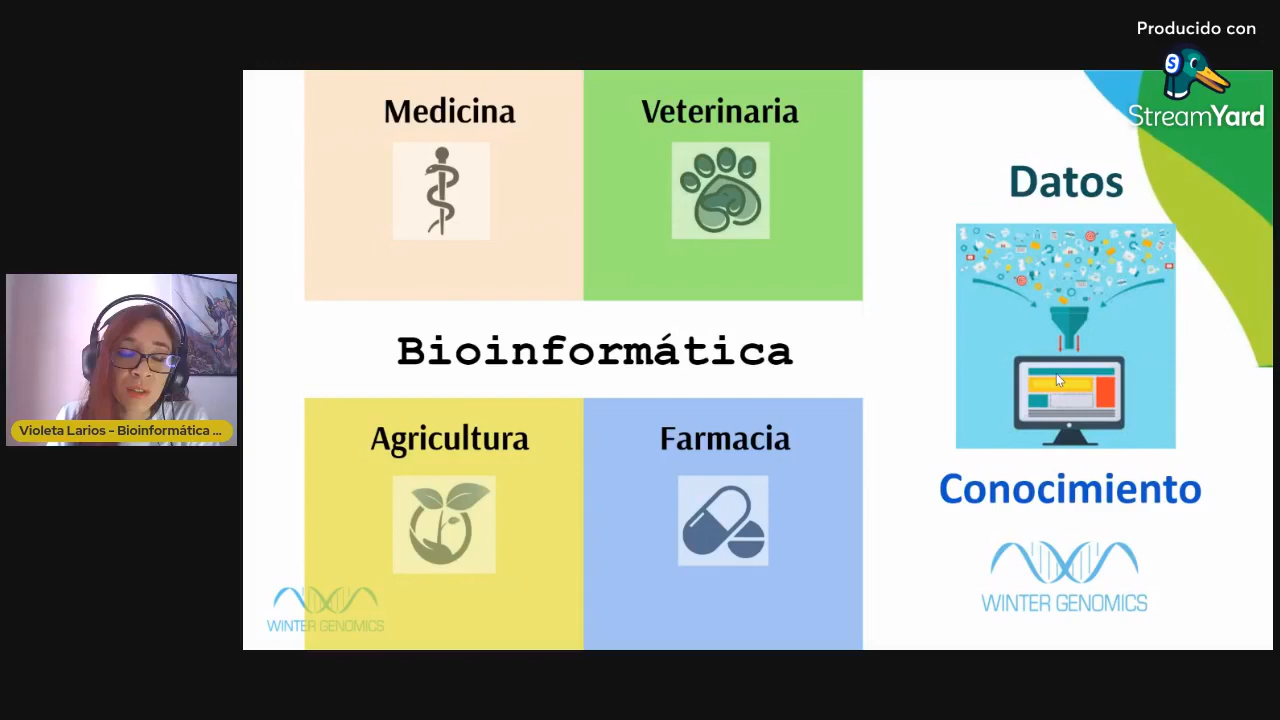 Producido con
StreamYard
Medicina
Veterinaria
Datos
Bioinformática
Violeta Larios - Bioinformática ...
Agricultura
Farmacia
Conocimiento
WINTER GENOMICS
WINTER GENOMICS